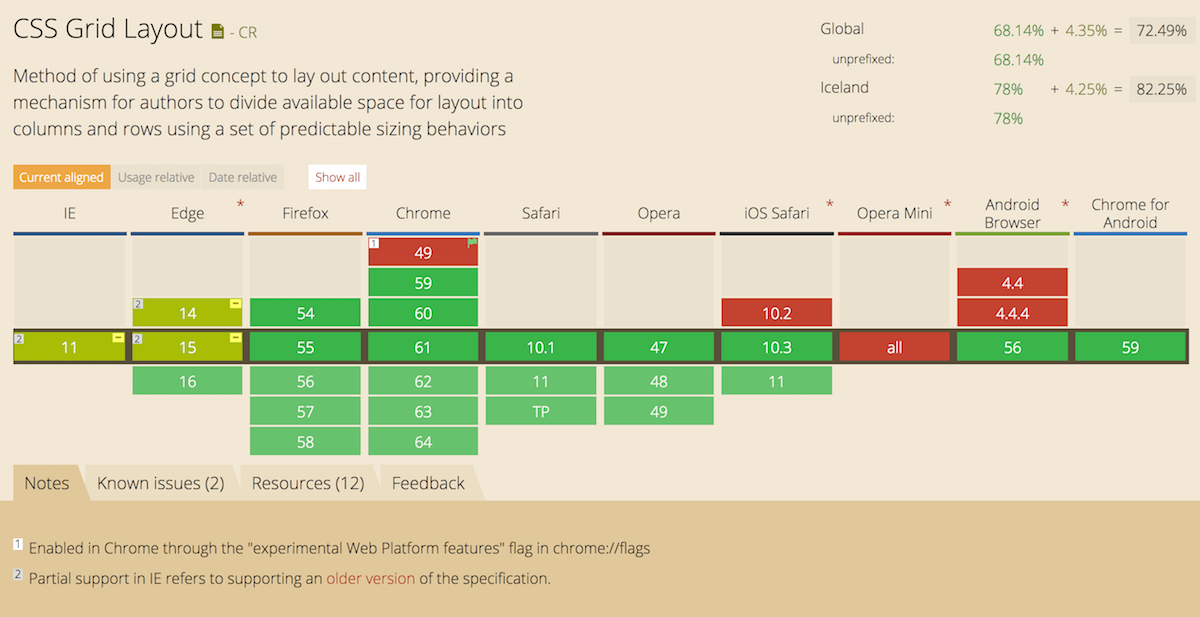 CSS Grid Layout - CR
Method of using a grid concept to lay out content, providing a
mechanism for authors to divide available space for layout into
columns and rows using a set of predictable sizing behaviors
Global 68.14% + 4.35% = 72.49%
unprefixed: 68.14%
Iceland 78% + 4.25% = 82.25%
unprefixed: 78%
Current aligned Usage relative Date relative Show all
IE Edge * Firefox Chrome Safari Opera iOS Safari * Opera Mini * Android Browser * Chrome for Android
1 49
59 4.4
2 14 - 54 60 10.2 4.4.4
2 11 - 2 15 - 55 61 10.1 47 10.3 all 56 59
16 56 62 11 48 11
57 63 TP 49
58 64
Notes Known issues (2) Resources (12) Feedback
1 Enabled in Chrome through the "experimental Web Platform features" flag in chrome://flags
2 Partial support in IE refers to supporting an older version of the specification.